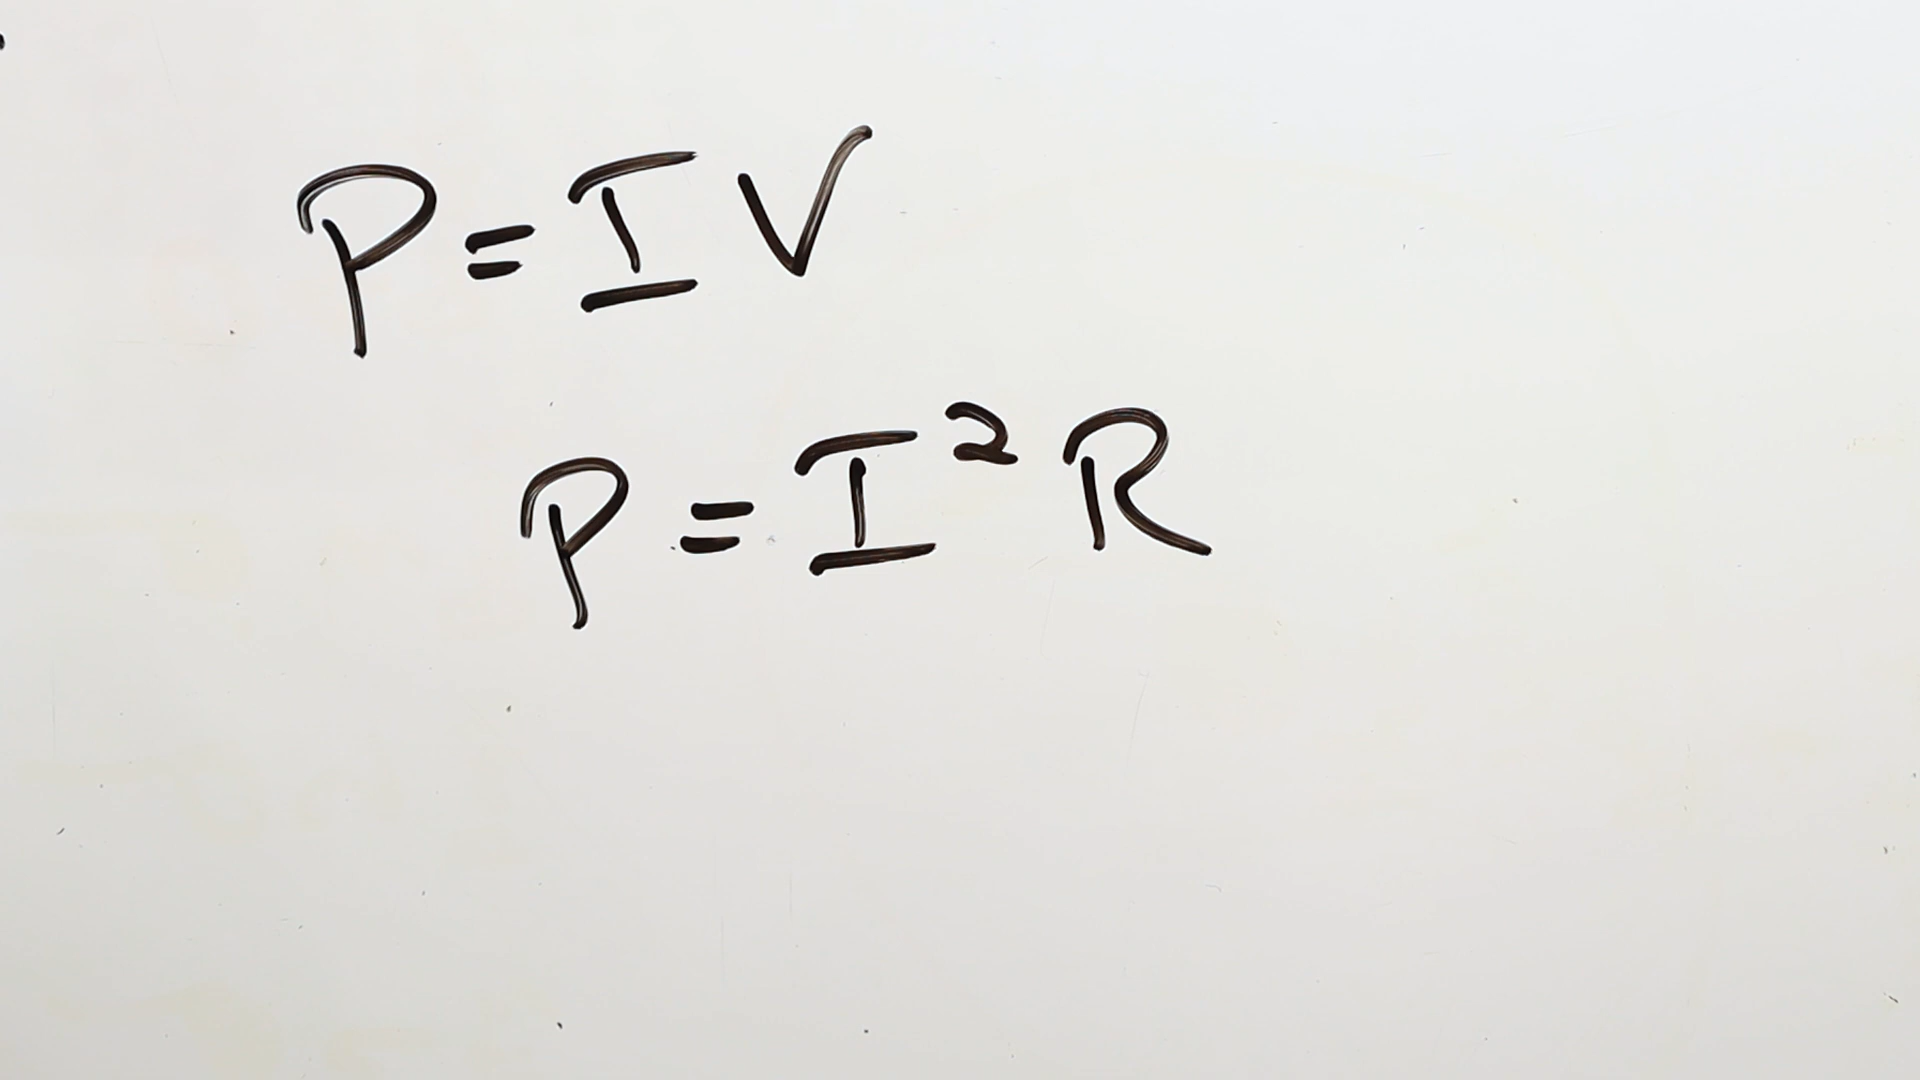 P = IV
P = I²R